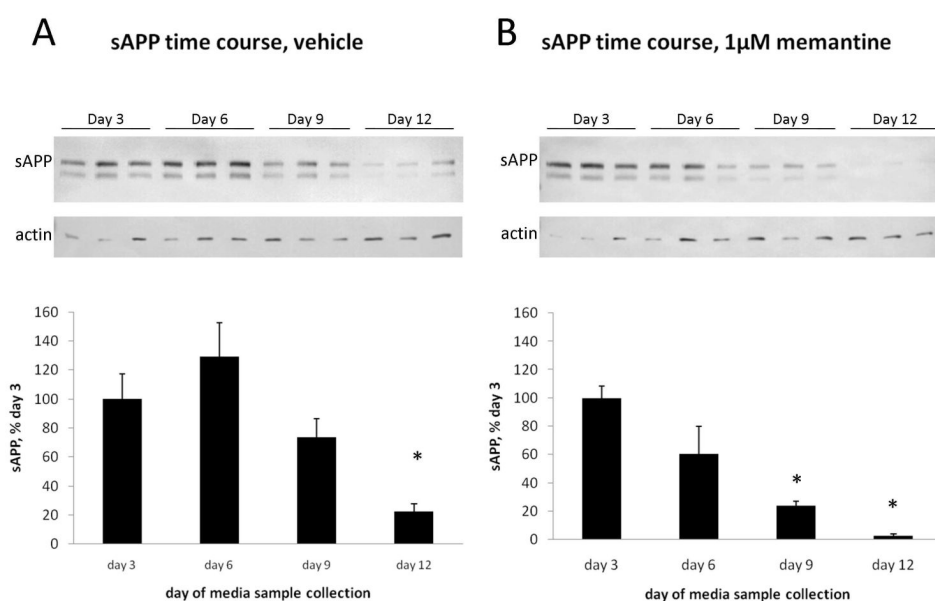 A
sAPP time course, vehicle
Day 3 Day 6 Day 9 Day 12
sAPP
actin
160
140
120
100
80
60
40
20
0
sAPP, % day 3
*
day 3 day 6 day 9 day 12
day of media sample collection
B
sAPP time course, 1µM memantine
Day 3 Day 6 Day 9 Day 12
sAPP
actin
160
140
120
100
80
60
40
20
0
sAPP, % day 3
*
*
day 3 day 6 day 9 day 12
day of media sample collection